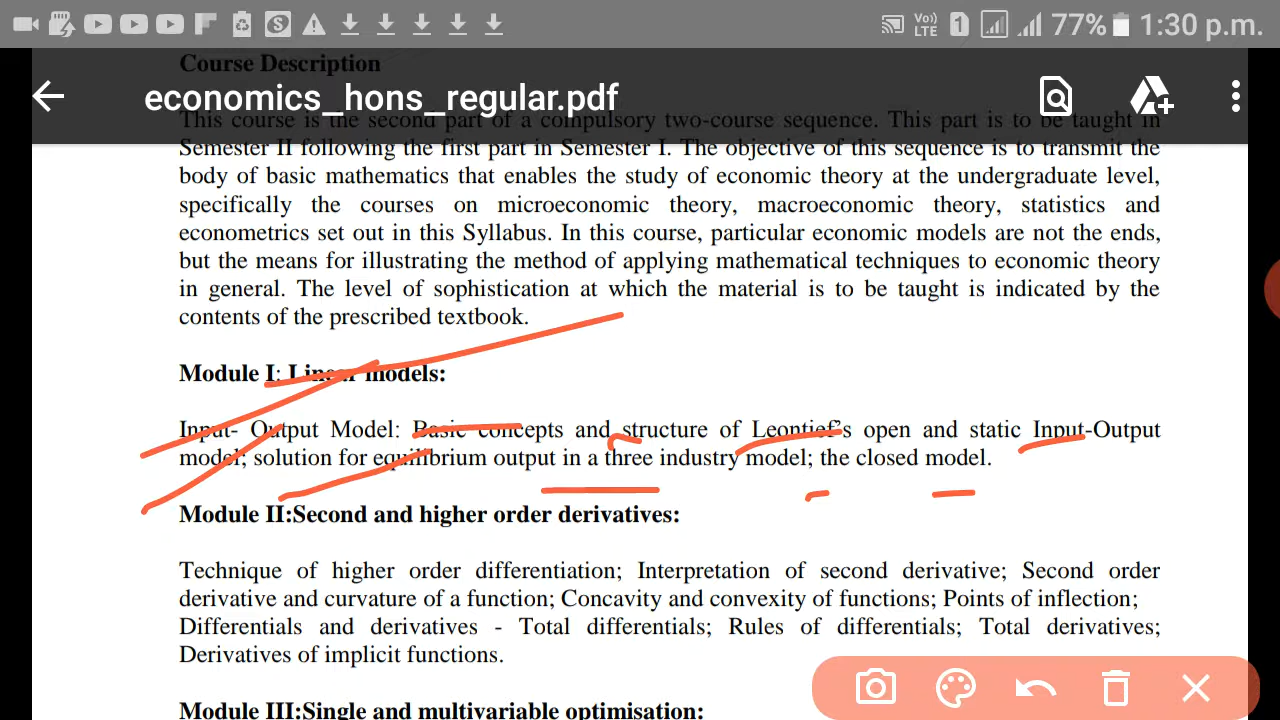 Vo)) LTE 1 77% 1:30 p.m.
Course Description
economics_hons_regular.pdf
This course is the second part of a compulsory two-course sequence. This part is to be taught in
Semester II following the first part in Semester I. The objective of this sequence is to transmit the
body of basic mathematics that enables the study of economic theory at the undergraduate level,
specifically the courses on microeconomic theory, macroeconomic theory, statistics and
econometrics set out in this Syllabus. In this course, particular economic models are not the ends,
but the means for illustrating the method of applying mathematical techniques to economic theory
in general. The level of sophistication at which the material is to be taught is indicated by the
contents of the prescribed textbook.
Module I: Linear models:
Input- Output Model: Basic concepts and structure of Leontief's open and static Input-Output
model; solution for equilibrium output in a three industry model; the closed model.
Module II:Second and higher order derivatives:
Technique of higher order differentiation; Interpretation of second derivative; Second order
derivative and curvature of a function; Concavity and convexity of functions; Points of inflection;
Differentials and derivatives - Total differentials; Rules of differentials; Total derivatives;
Derivatives of implicit functions.
Module III:Single and multivariable optimisation: